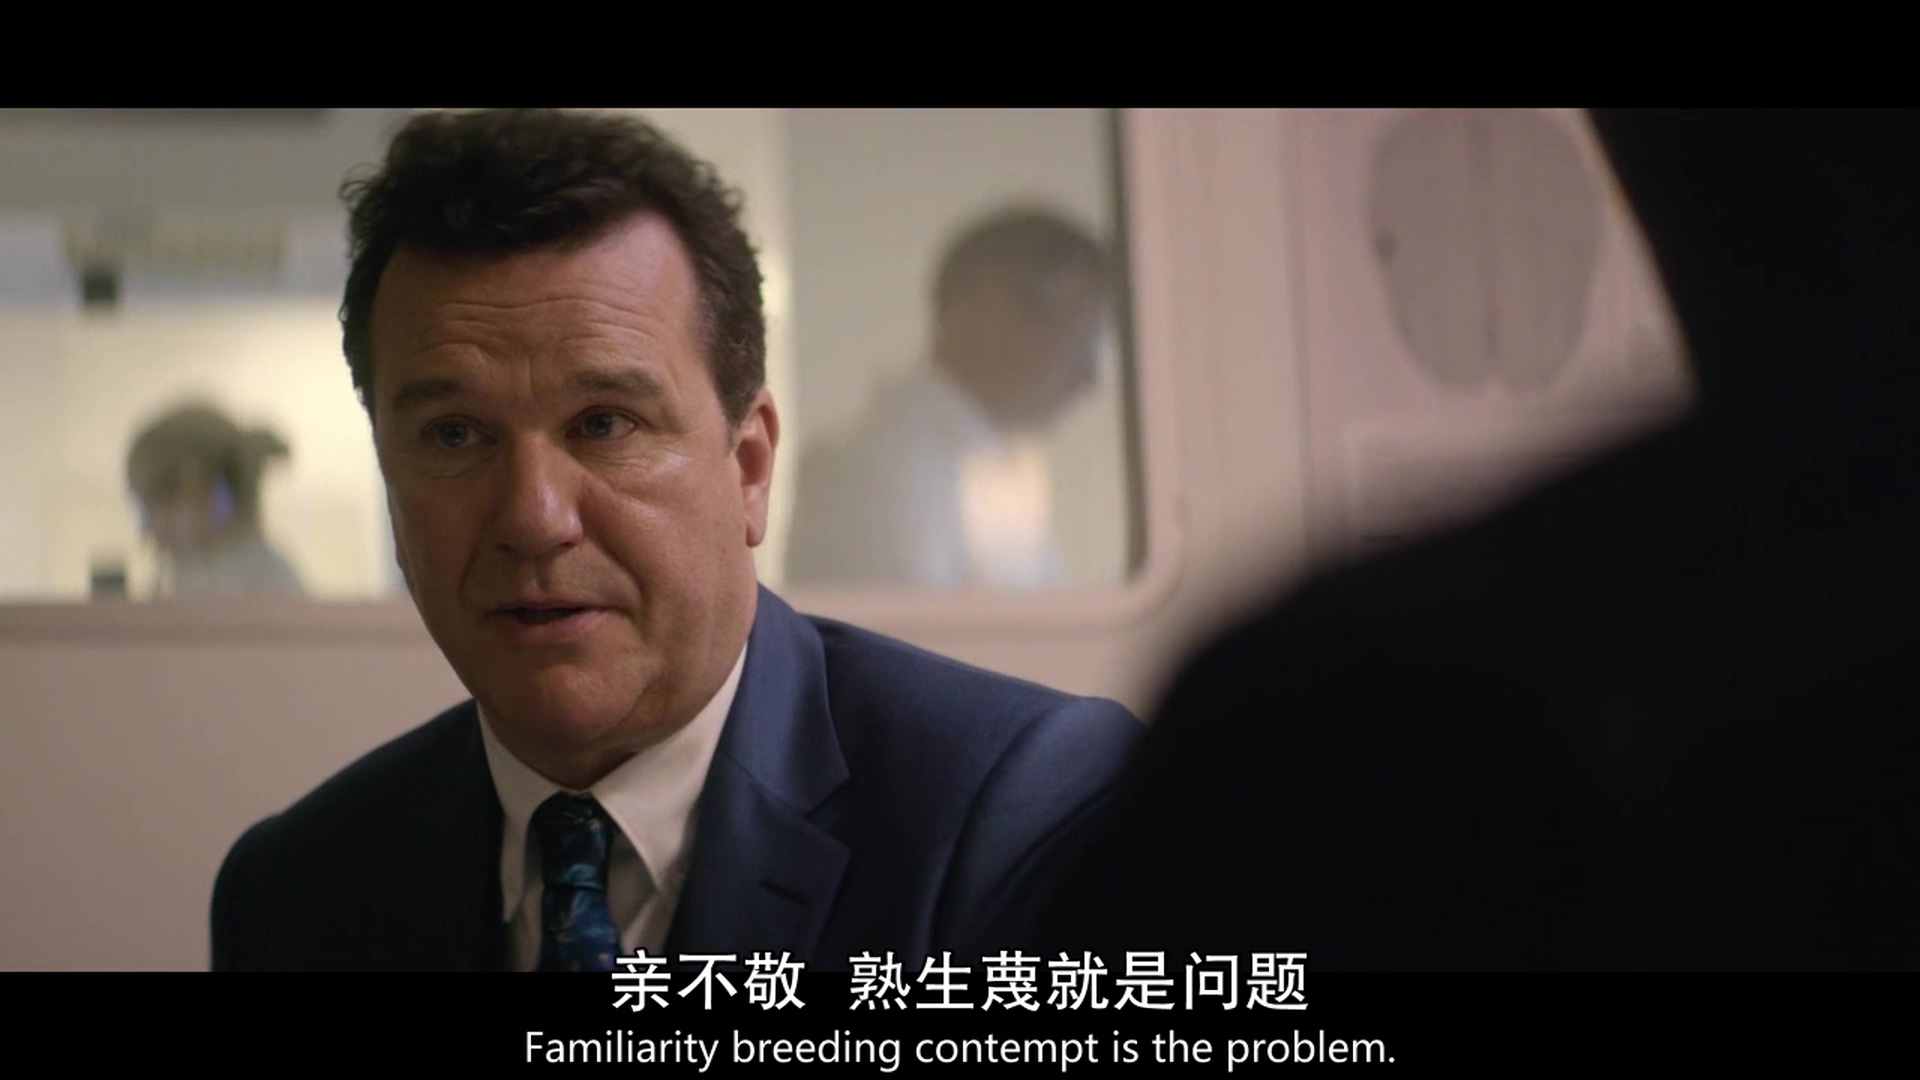 亲不敬 熟生蔑就是问题
Familiarity breeding contempt is the problem.